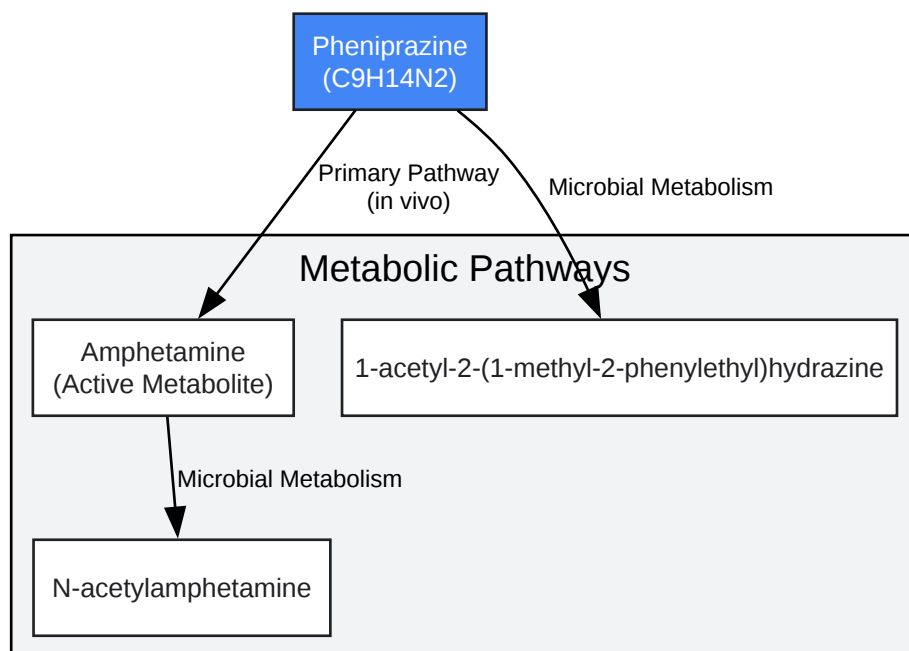 Pheniprazine
(C9H14N2)
Primary Pathway
(in vivo)
Microbial Metabolism
Metabolic Pathways
Amphetamine
(Active Metabolite)
1-acetyl-2-(1-methyl-2-phenylethyl)hydrazine
Microbial Metabolism
N-acetylamphetamine